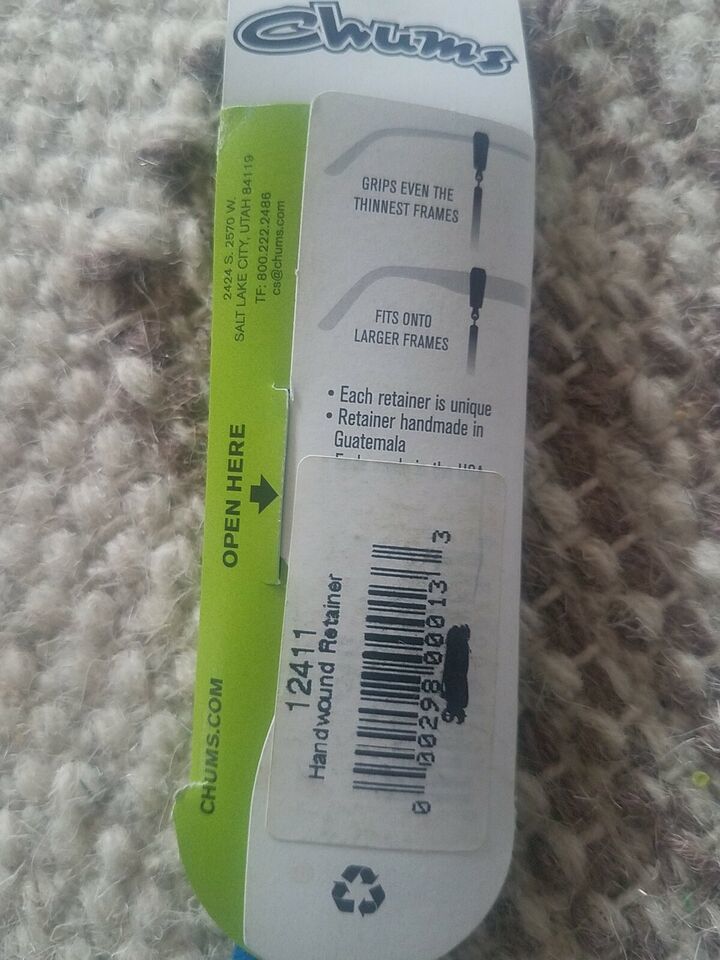 Chums
2424 S. 2570 W.
SALT LAKE CITY, UTAH 84119
TF: 800.222.2486
cs@chums.com
GRIPS EVEN THE
THINNEST FRAMES
FITS ONTO
LARGER FRAMES
• Each retainer is unique
• Retainer handmade in
Guatemala
OPEN HERE
CHUMS.COM
12411
Handwound Retainer
0 00298 00013 3